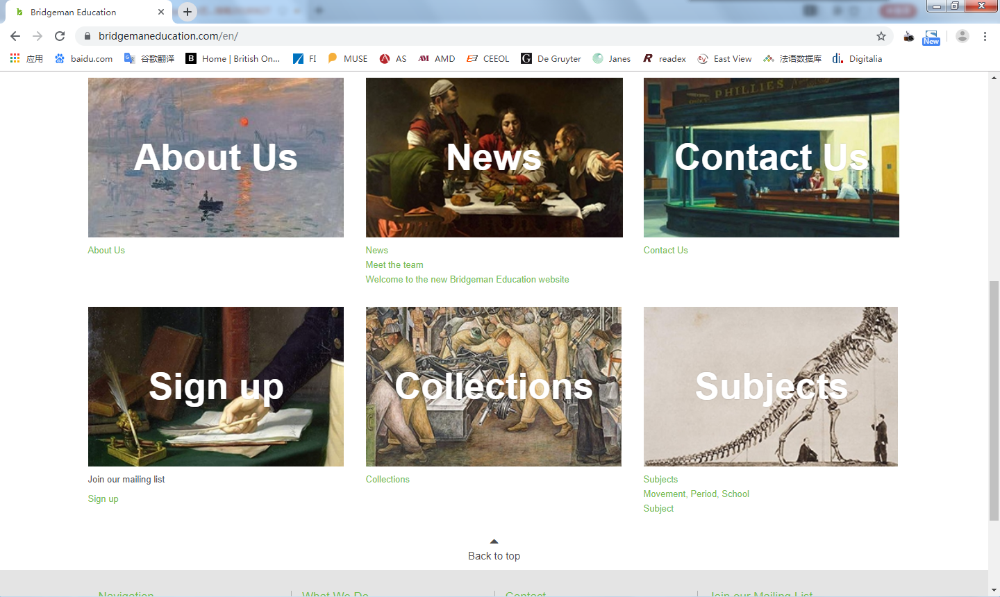 Bridgeman Education
bridgemaneducation.com/en/
New
应用
baidu.com
谷歌翻译
Home | British On...
FI
MUSE
AS
AMD
CEEOL
De Gruyter
Janes
readex
East View
法语数据库
Digitalia
About Us
News
PHILLIES
Contact Us
About Us
News
Meet the team
Welcome to the new Bridgeman Education website
Contact Us
Sign up
Collections
Subjects
Join our mailing list
Sign up
Collections
Subjects
Movement, Period, School
Subject
Back to top
Navigation
What We Do
Contact
Join our Mailing List